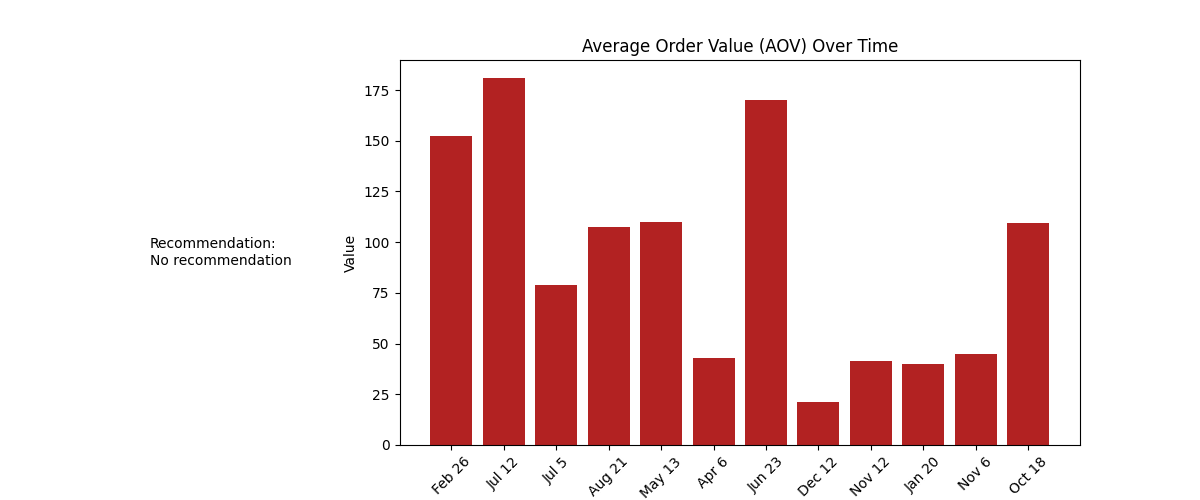 Average Order Value (AOV) Over Time
Recommendation:
No recommendation
Value
175
150
125
100
75
50
25
0
Feb 26
Jul 12
Jul 5
Aug 21
May 13
Apr 6
Jun 23
Dec 12
Nov 12
Jan 20
Nov 6
Oct 18